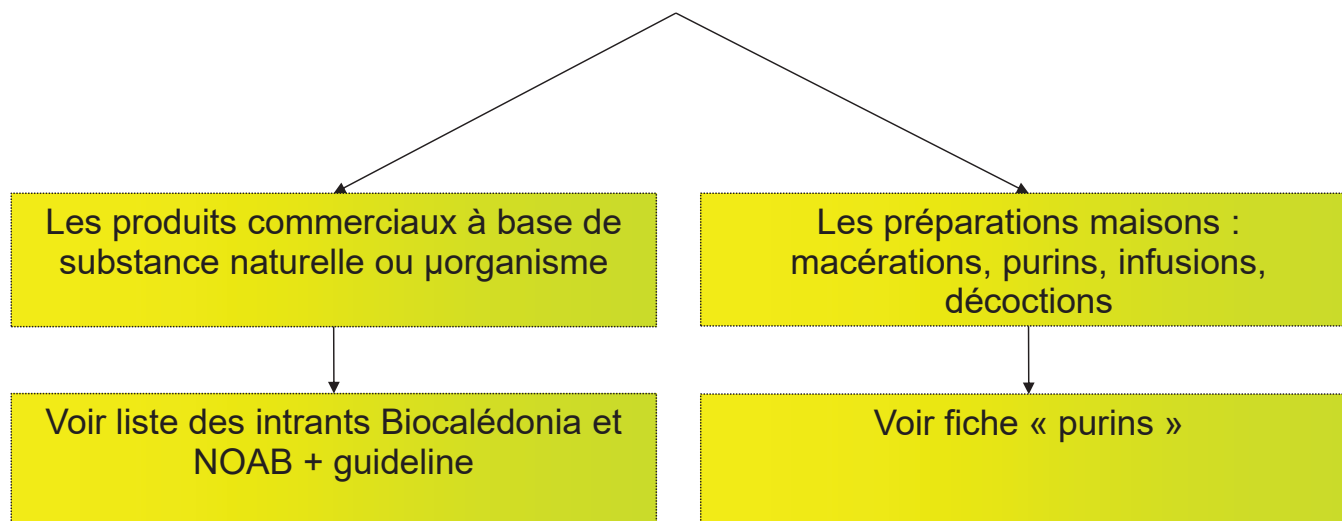 Les produits commerciaux à base de
substance naturelle ou µorganisme
Les préparations maisons :
macérations, purins, infusions,
décoctions
Voir liste des intrants Biocalédonia et
NOAB + guideline
Voir fiche « purins »